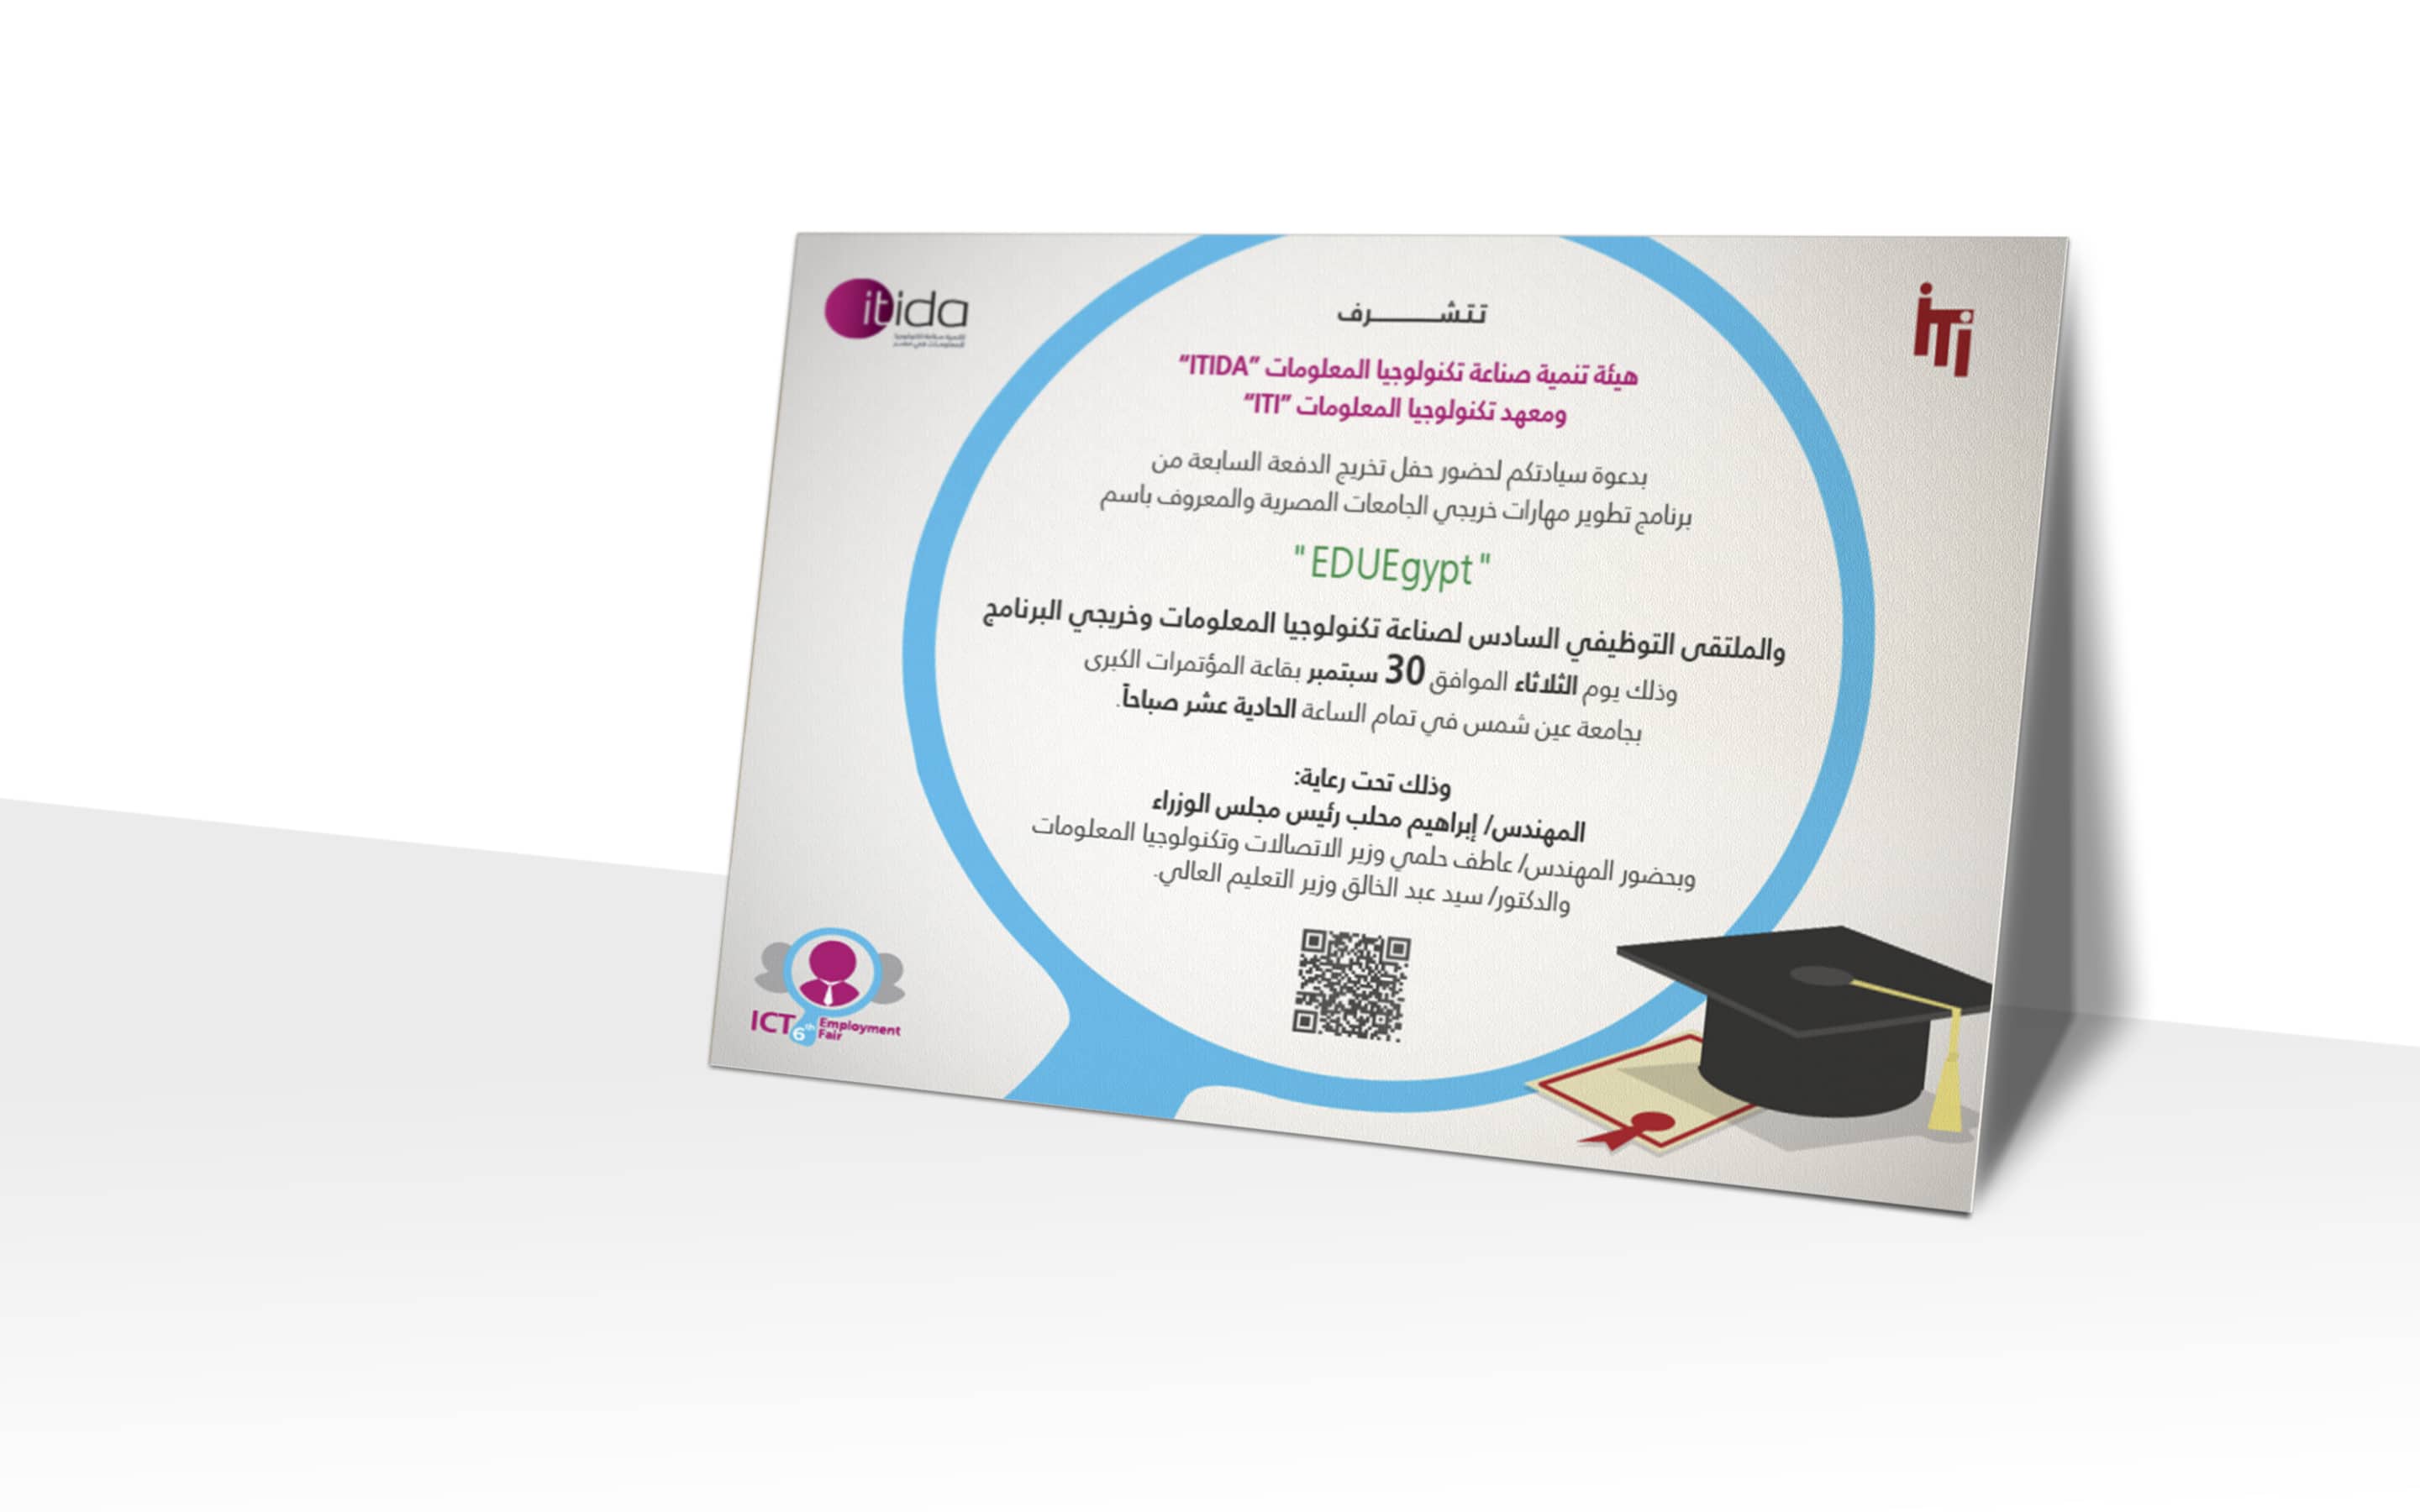 itida
ITI
تتشـــــــــرف
هيئة تنمية صناعة تكنولوجيا المعلومات "ITIDA"
ومعهد تكنولوجيا المعلومات "ITI"
بدعوة سيادتكم لحضور حفل تخريج الدفعة السابعة من
برنامج تطوير مهارات خريجي الجامعات المصرية والمعروف باسم
"EDUEgypt"
والملتقى التوظيفي السادس لصناعة تكنولوجيا المعلومات وخريجي البرنامج
وذلك يوم الثلاثاء الموافق 30 سبتمبر بقاعة المؤتمرات الكبرى
بجامعة عين شمس في تمام الساعة الحادية عشر صباحاً.
وذلك تحت رعاية:
المهندس/ إبراهيم محلب رئيس مجلس الوزراء
وبحضور المهندس/ عاطف حلمي وزير الاتصالات وتكنولوجيا المعلومات
والدكتور/ سيد عبد الخالق وزير التعليم العالي.
ICT 6th Employment
Fair